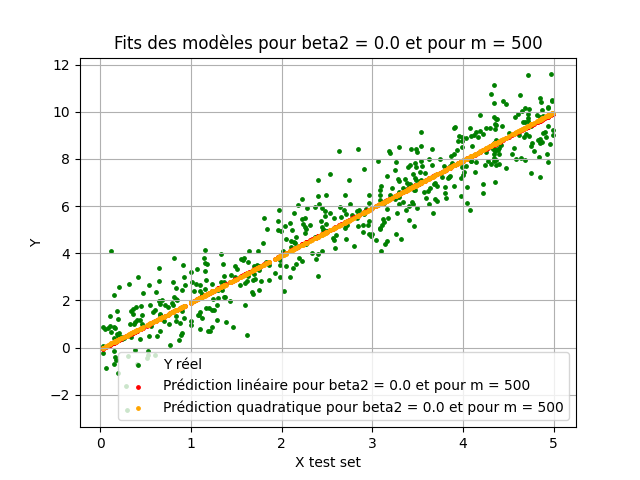 Fits des modèles pour beta2 = 0.0 et pour m = 500
12
10
8
6
4
2
0
−2
Y
Y réel
Prédiction linéaire pour beta2 = 0.0 et pour m = 500
Prédiction quadratique pour beta2 = 0.0 et pour m = 500
0 1 2 3 4 5
X test set